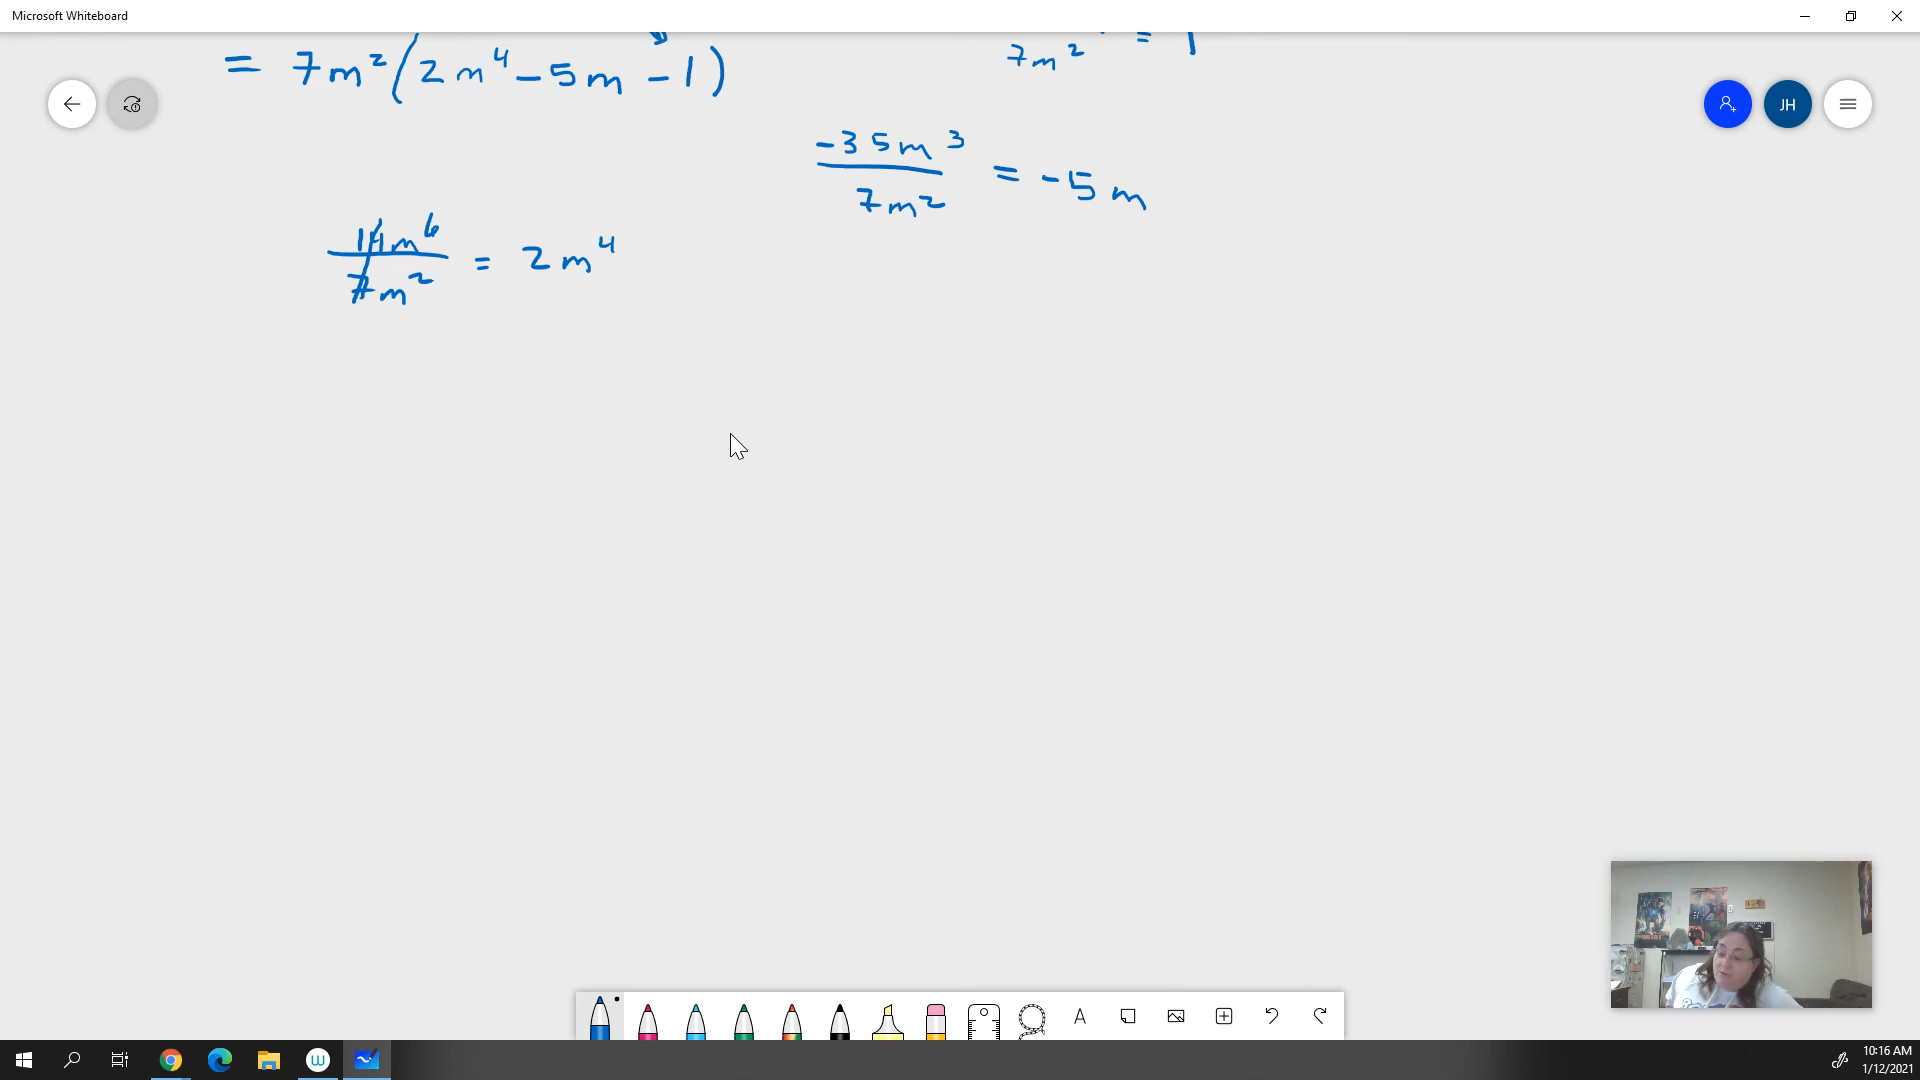 Microsoft Whiteboard
= 7m²(2m⁴ - 5m - 1)
7m² = 1
JH
-35m³ / 7m² = -5m
14m⁶ / 7m² = 2m⁴
A
10:16 AM
1/12/2021